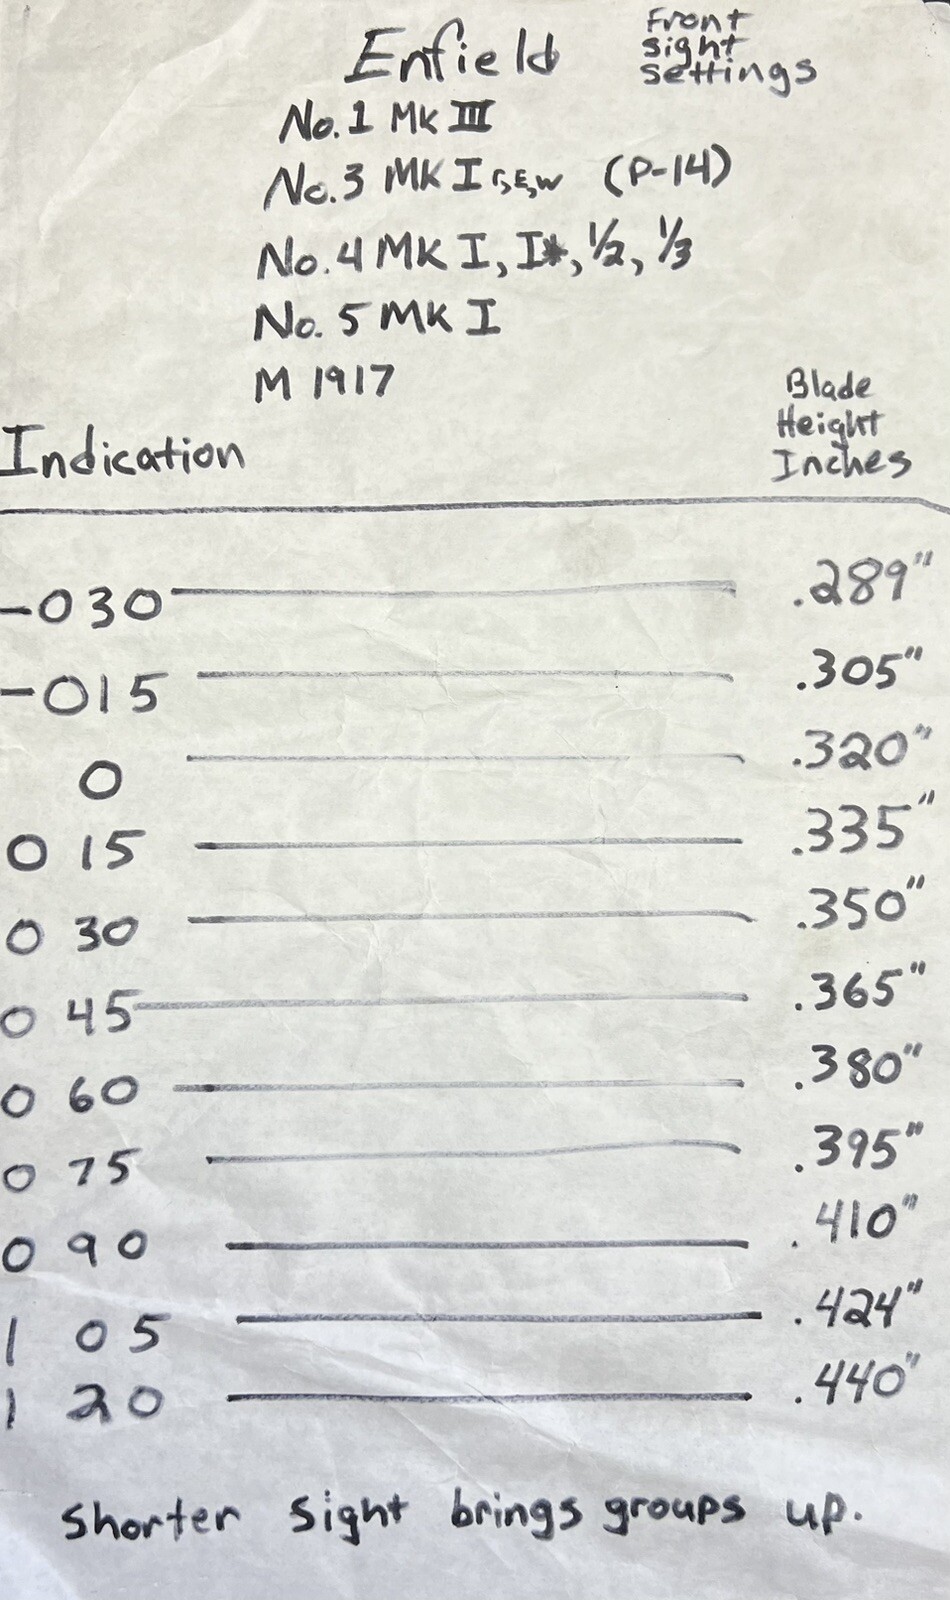 Enfield
Front
sight
settings
No.1 MK III
No.3 MK I F,E,W (P-14)
No.4 MK I, I*, 1/2, 1/3
No. 5 MK I
M 1917
Indication
Blade
Height
Inches
-030 .289"
-015 .305"
0 .320"
0 15 .335"
0 30 .350"
0 45 .365"
0 60 .380"
0 75 .395"
0 90 .410"
1 05 .424"
1 20 .440"
Shorter sight brings groups up.